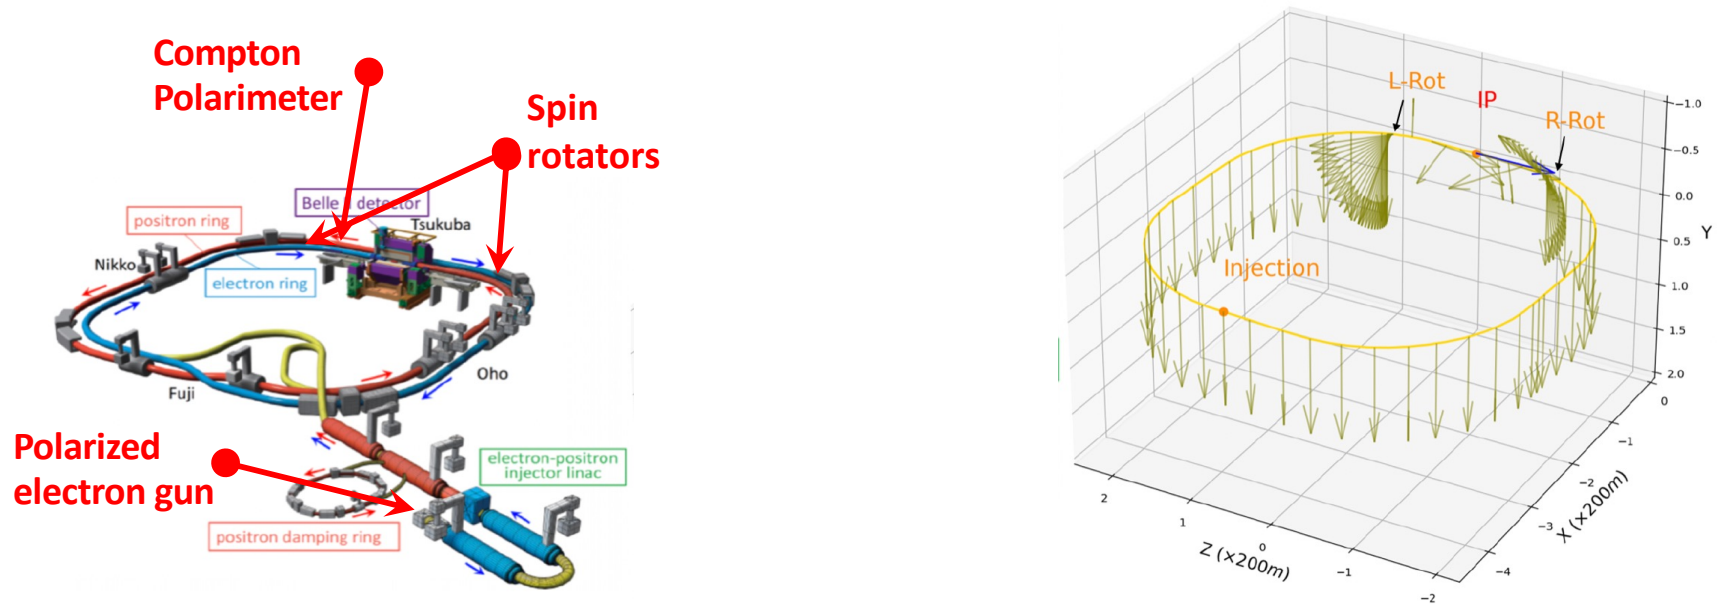 Compton
Polarimeter
Spin
rotators
Belle II detector
Tsukuba
positron ring
Nikko
electron ring
Oho
Fuji
Polarized
electron gun
electron-positron
injector linac
positron damping ring
L-Rot
IP
R-Rot
Injection
−1.0
−0.5
0.0
0.5
1.0
1.5
2.0
Y
0
−1
−2
−3
−4
X (×200m)
2
1
0
−1
−2
Z (×200m)